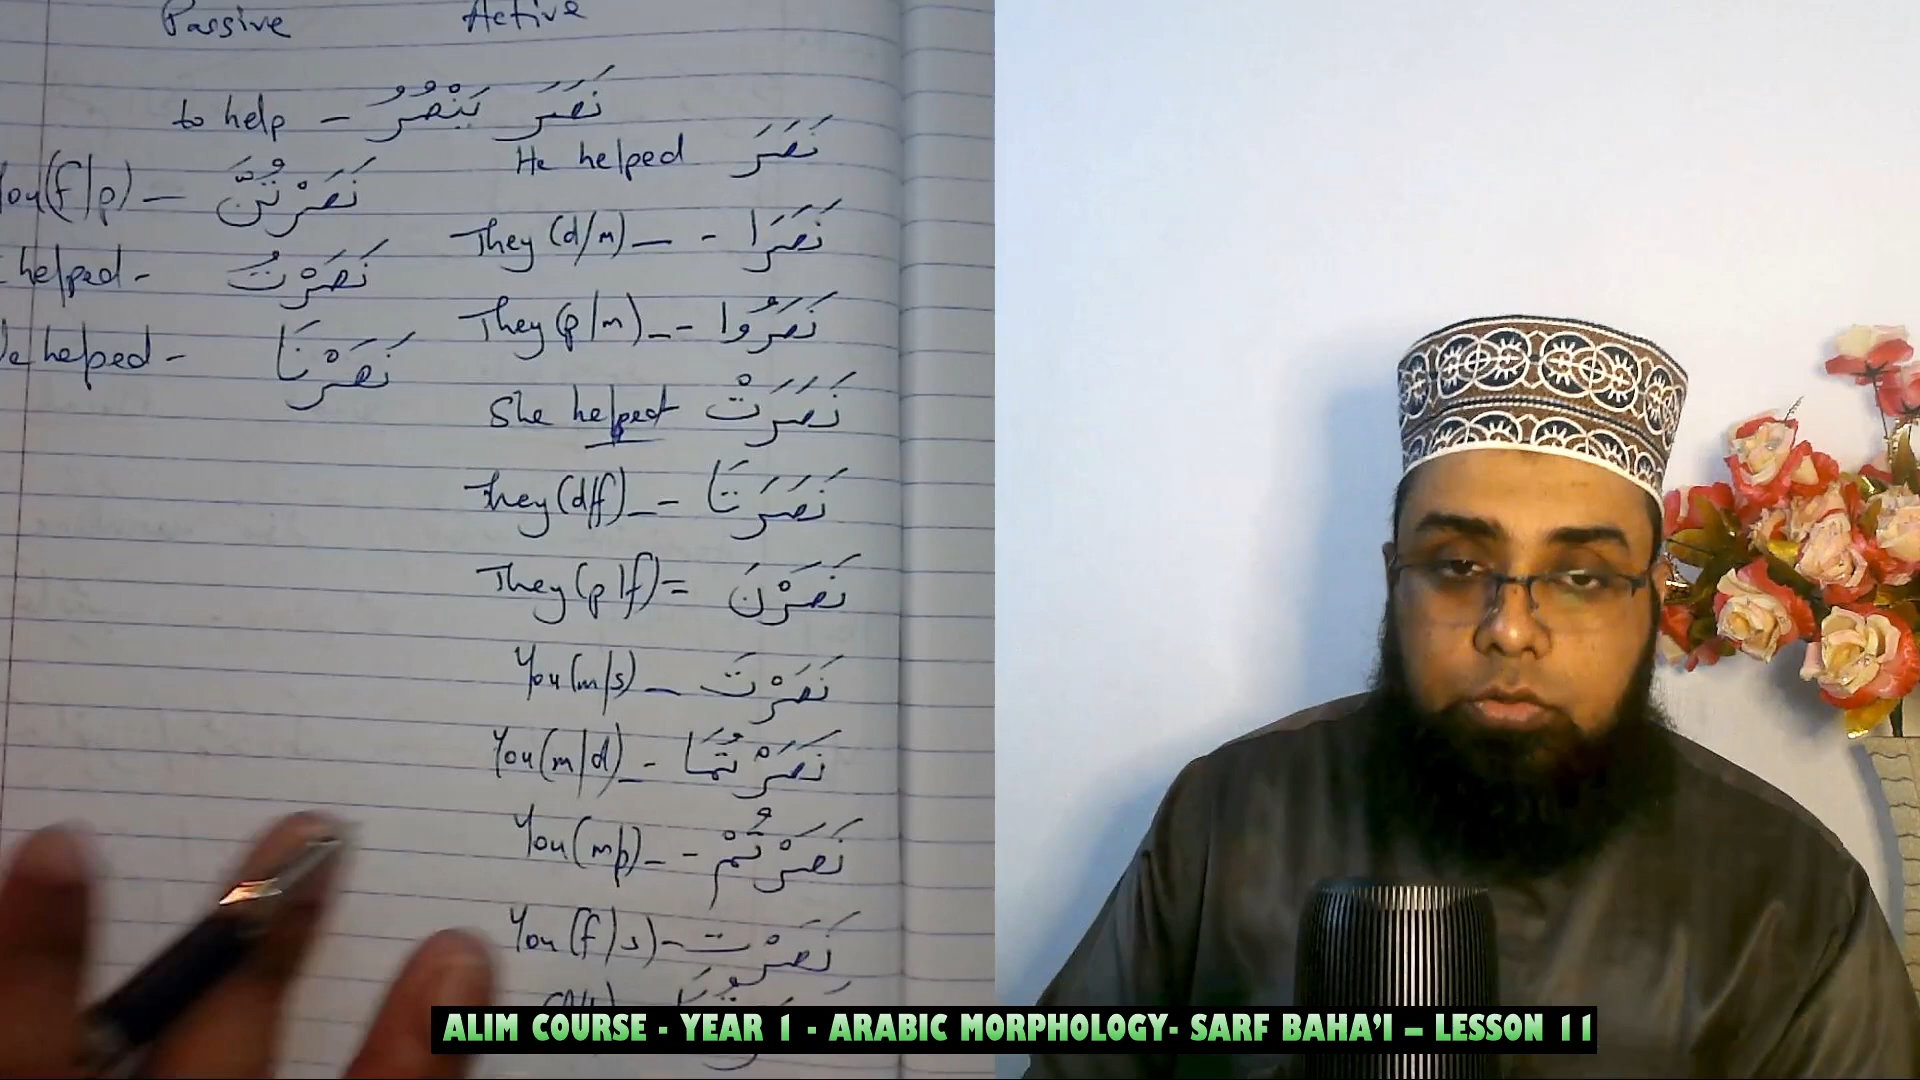 Passive Active
to help - نَصَرَ يَنْصُرُ
He helped نَصَرَ
They (d/m)_ - نَصَرَا
They (p/m)_- نَصَرُوا
She helped نَصَرَتْ
They (d/f)_- نَصَرَتَا
They (p/f)= نَصَرْنَ
You (m/s)_ نَصَرْتَ
You (m/d)_- نَصَرْتُمَا
You (mp)_- نَصَرْتُمْ
You (f/s)- نَصَرْتِ
(f/p) - نَصَرْتُنَّ
helped - نَصَرْتُ
helped - نَصَرْنَا
ALIM COURSE - YEAR 1 - ARABIC MORPHOLOGY- SARF BAHA'I – LESSON 11